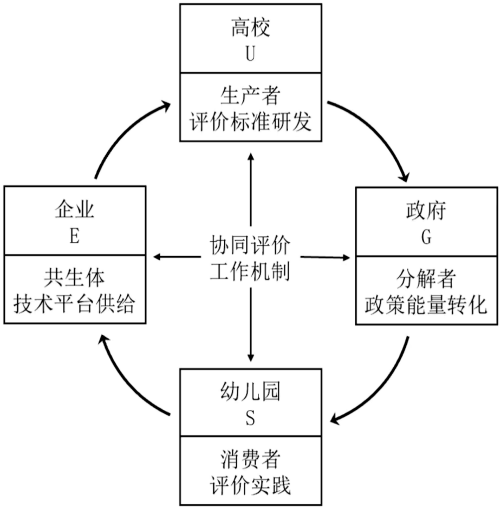 高校
U
生产者
评价标准研发
企业
E
共生体
技术平台供给
协同评价
工作机制
政府
G
分解者
政策能量转化
幼儿园
S
消费者
评价实践